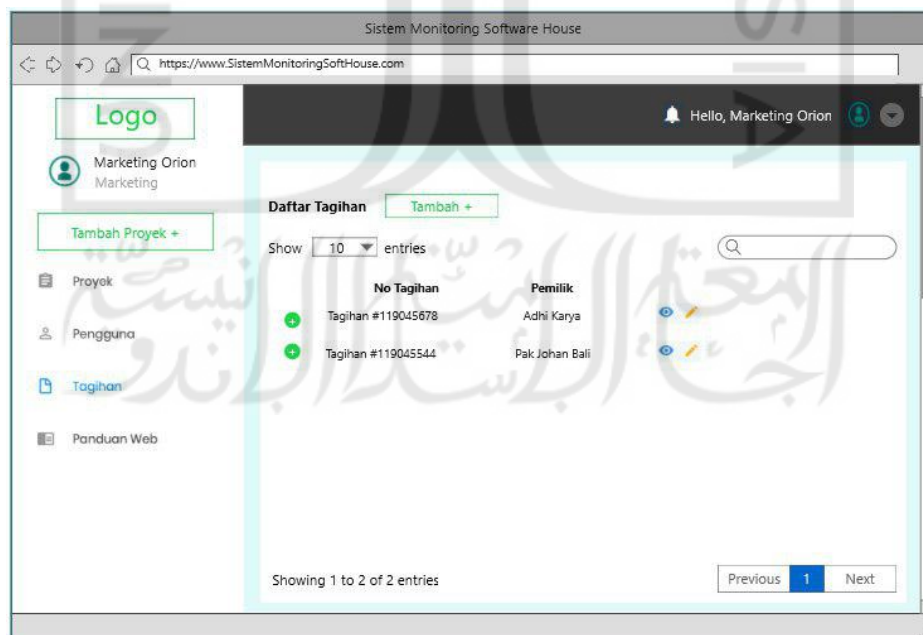 Sistem Monitoring Software House
https://www.SistemMonitoringSoftHouse.com
Logo
Hello, Marketing Orion
Marketing Orion
Marketing
Tambah Proyek +
Proyek
Pengguna
Tagihan
Panduan Web
Daftar Tagihan
Tambah +
Show 10 entries
No Tagihan Pemilik
Tagihan #119045678 Adhi Karya
Tagihan #119045544 Pak Johan Bali
Showing 1 to 2 of 2 entries
Previous 1 Next